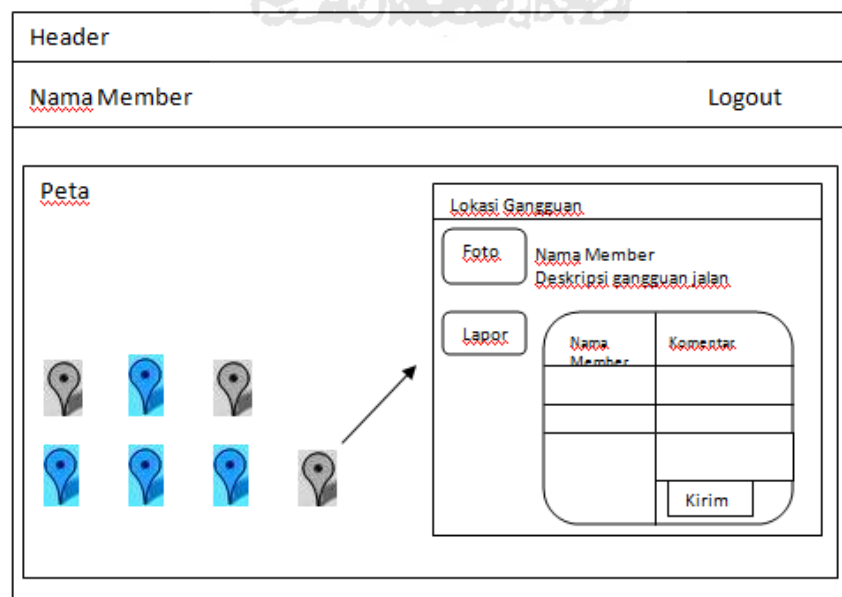 Header
Nama Member
Logout
Peta
Lokasi Gangguan
Foto
Nama Member
Deskripsi gangguan jalan
Lapor
Nama
Member
Komentar
Kirim